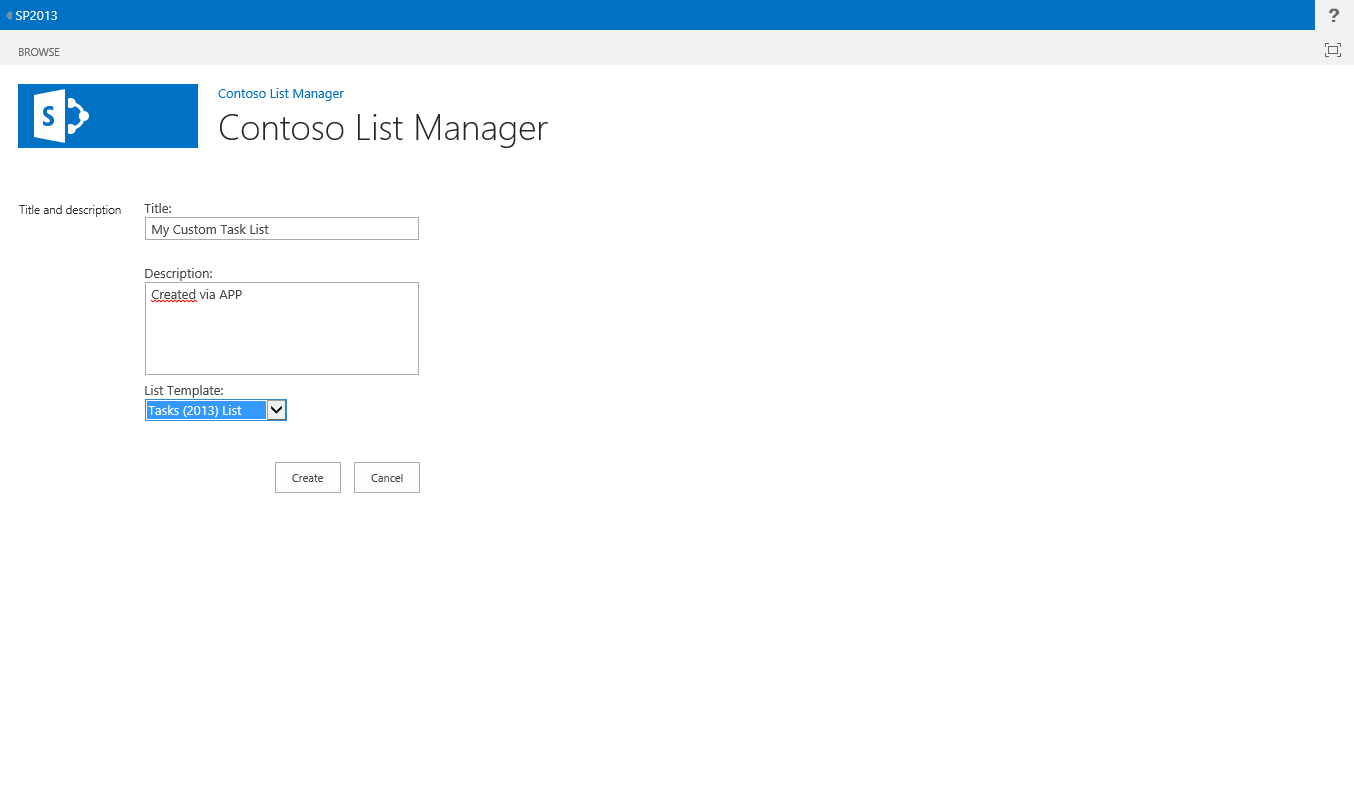 SP2013
?
BROWSE
S
Contoso List Manager
Contoso List Manager
Title and description
Title:
My Custom Task List
Description:
Created via APP
List Template:
Tasks (2013) List
Create
Cancel